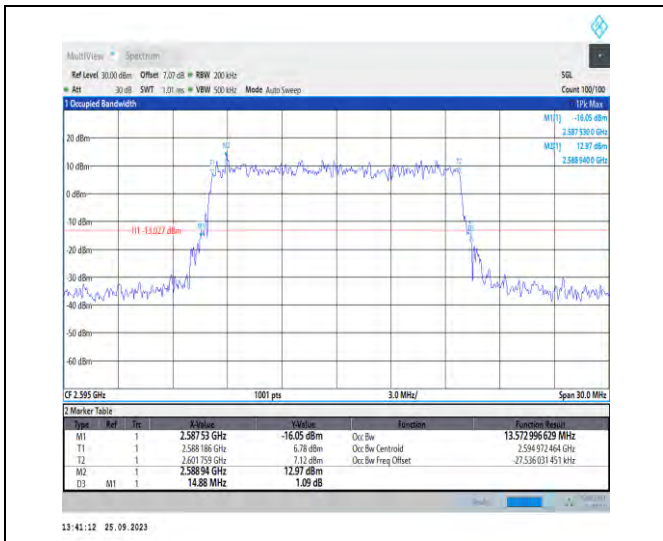 MultiView Spectrum
Ref Level 30.00 dBm Offset 7.07 dB RBW 200 kHz SGL
Att 30 dB SWT 1.01 ms VBW 500 kHz Mode Auto Sweep Count 100/100
1 Occupied Bandwidth 1Pk Max
M1[1] -16.05 dBm
2.587530 0 GHz
M2[1] 12.97 dBm
2.588 940 0 GHz
20 dBm
10 dBm
0 dBm
-10 dBm
H1 -13.027 dBm
-20 dBm
-30 dBm
-40 dBm
-50 dBm
-60 dBm
CF 2.595 GHz 1001 pts 3.0 MHz/ Span 30.0 MHz
2 Marker Table
Type Ref Trc X-Value Y-Value Function Function Result
M1 1 2.587 53 GHz -16.05 dBm Occ Bw 13.572 996 629 MHz
T1 1 2.588 186 GHz 6.78 dBm Occ Bw Centroid 2.594 972 464 GHz
T2 1 2.601 759 GHz 7.12 dBm Occ Bw Freq Offset -27.536 031 451 kHz
M2 1 2.588 94 GHz 12.97 dBm
D3 M1 1 14.88 MHz 1.09 dB
13:41:12 25.09.2023